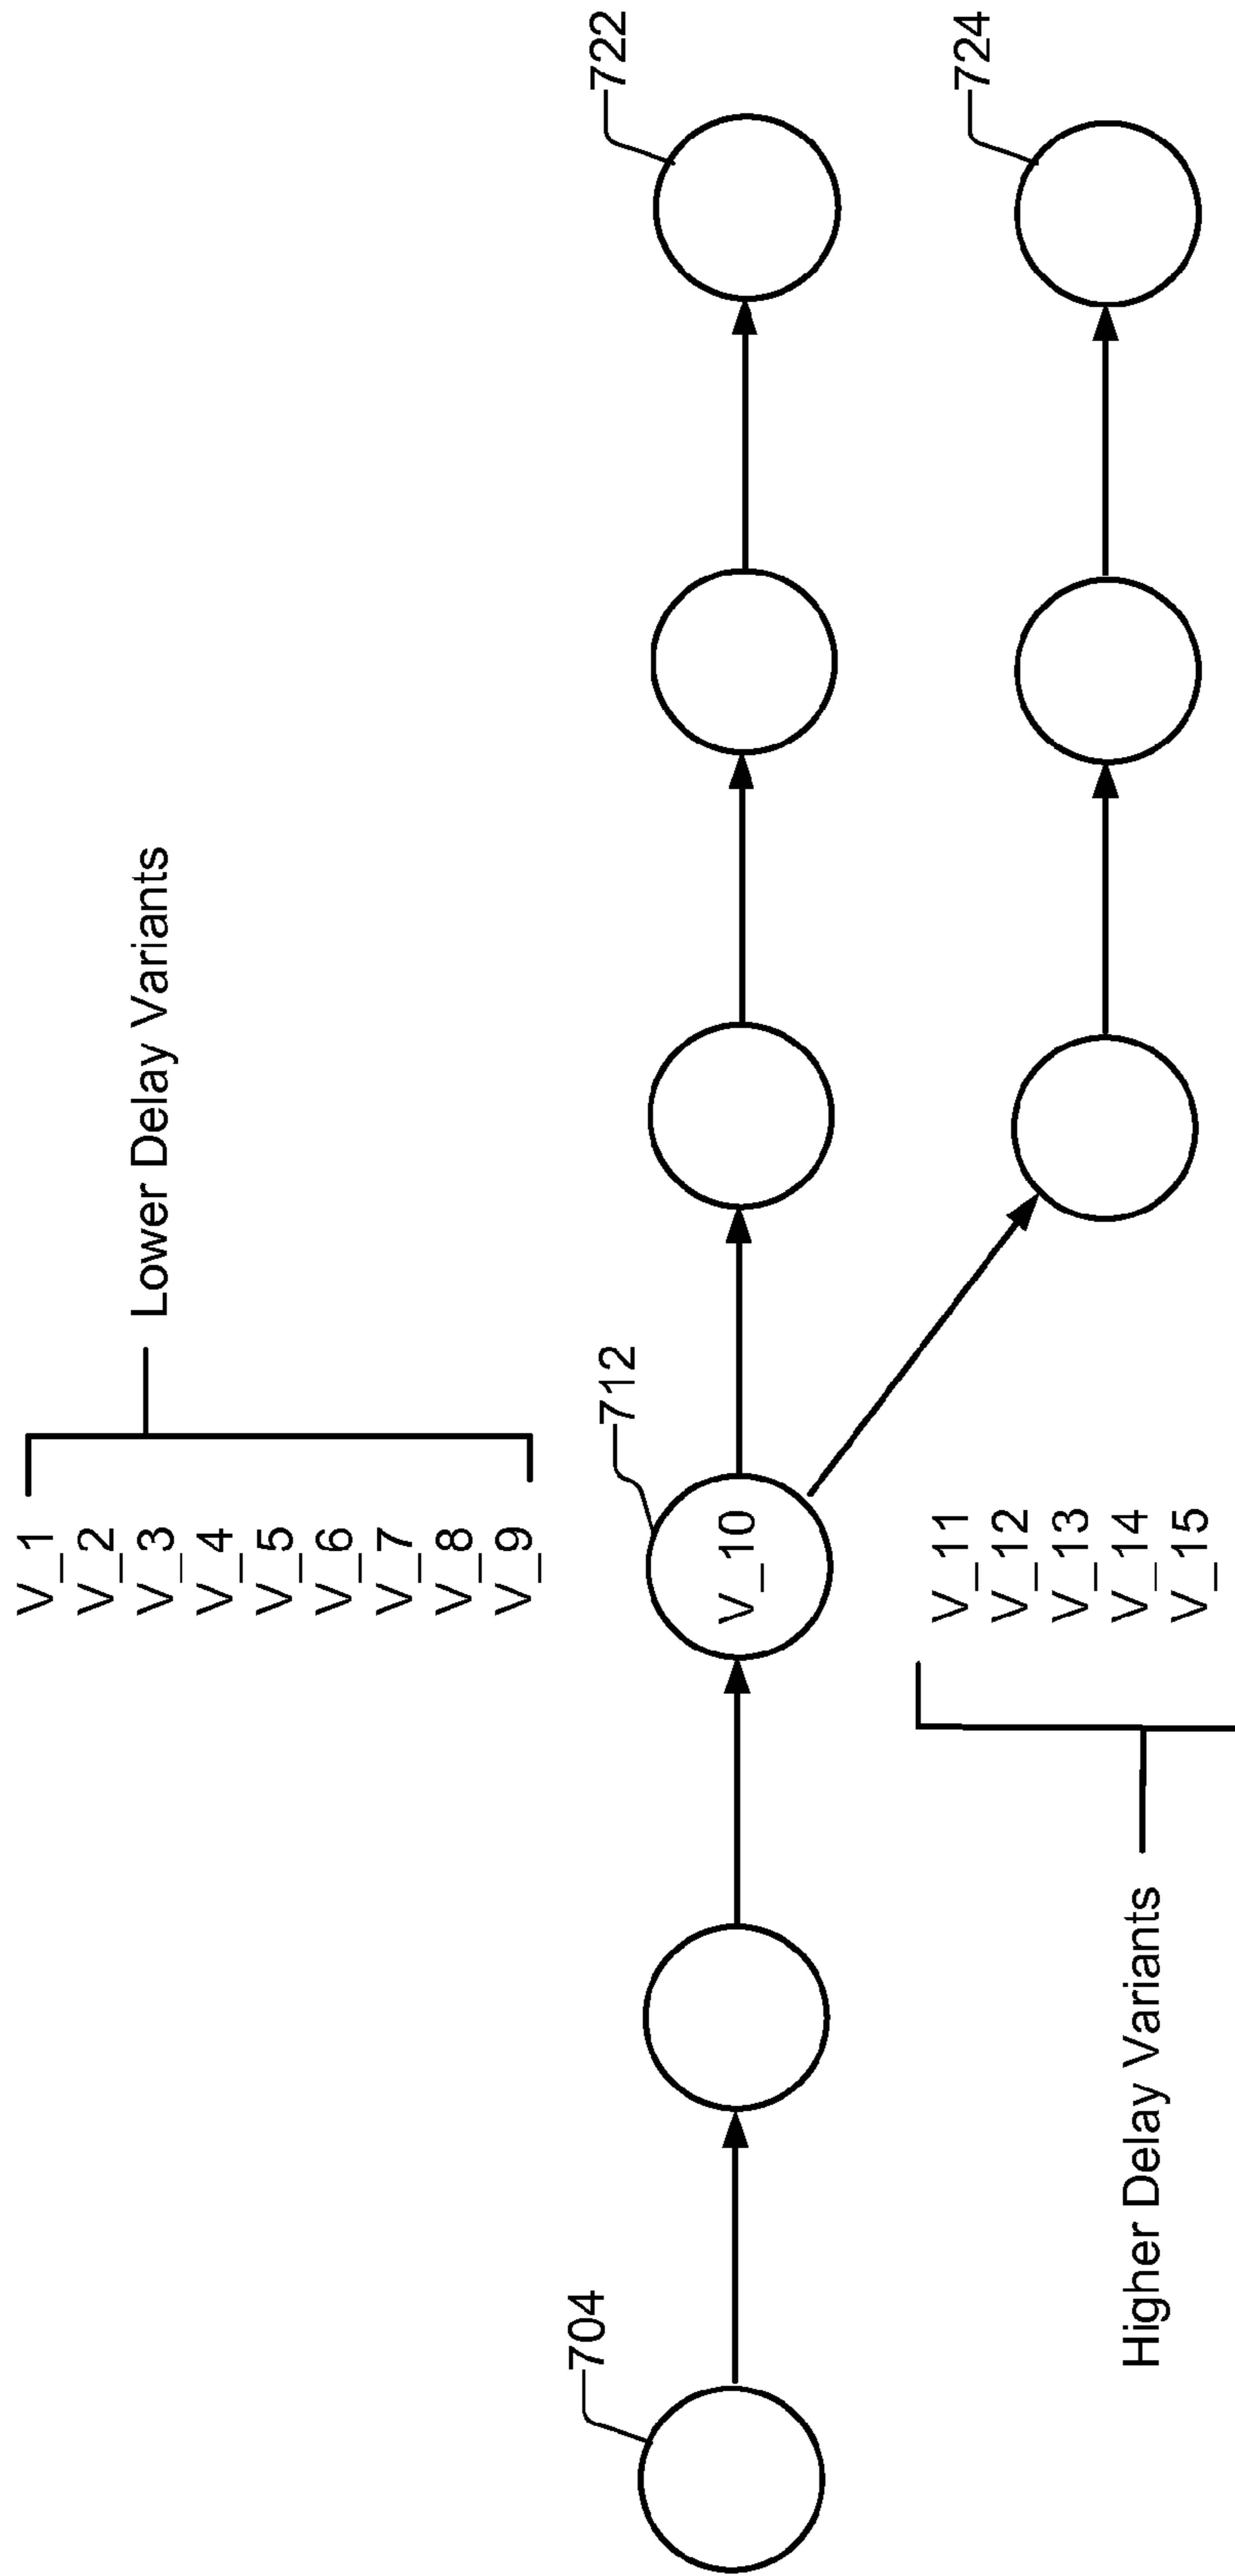 V_1
V_2
V_3
V_4
V_5
V_6
V_7
V_8
V_9
Lower Delay Variants
704
712
V_10
722
724
V_11
V_12
V_13
V_14
V_15
Higher Delay Variants